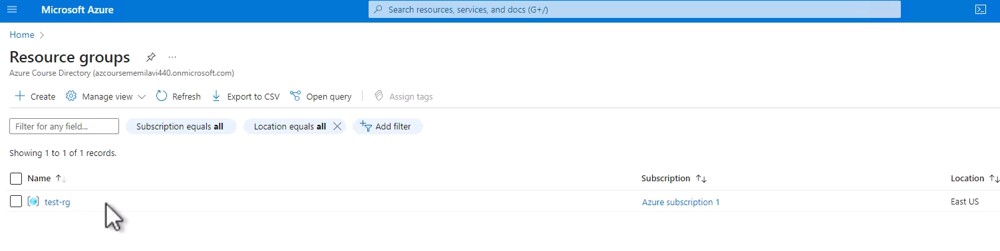 Microsoft Azure
Search resources, services, and docs (G+/)
Home
Resource groups
Azure Course Directory (azcoursememilavi440.onmicrosoft.com)
Create Manage view Refresh Export to CSV Open query Assign tags
Filter for any field... Subscription equals all Location equals all Add filter
Showing 1 to 1 of 1 records.
Name Subscription Location
test-rg Azure subscription 1 East US